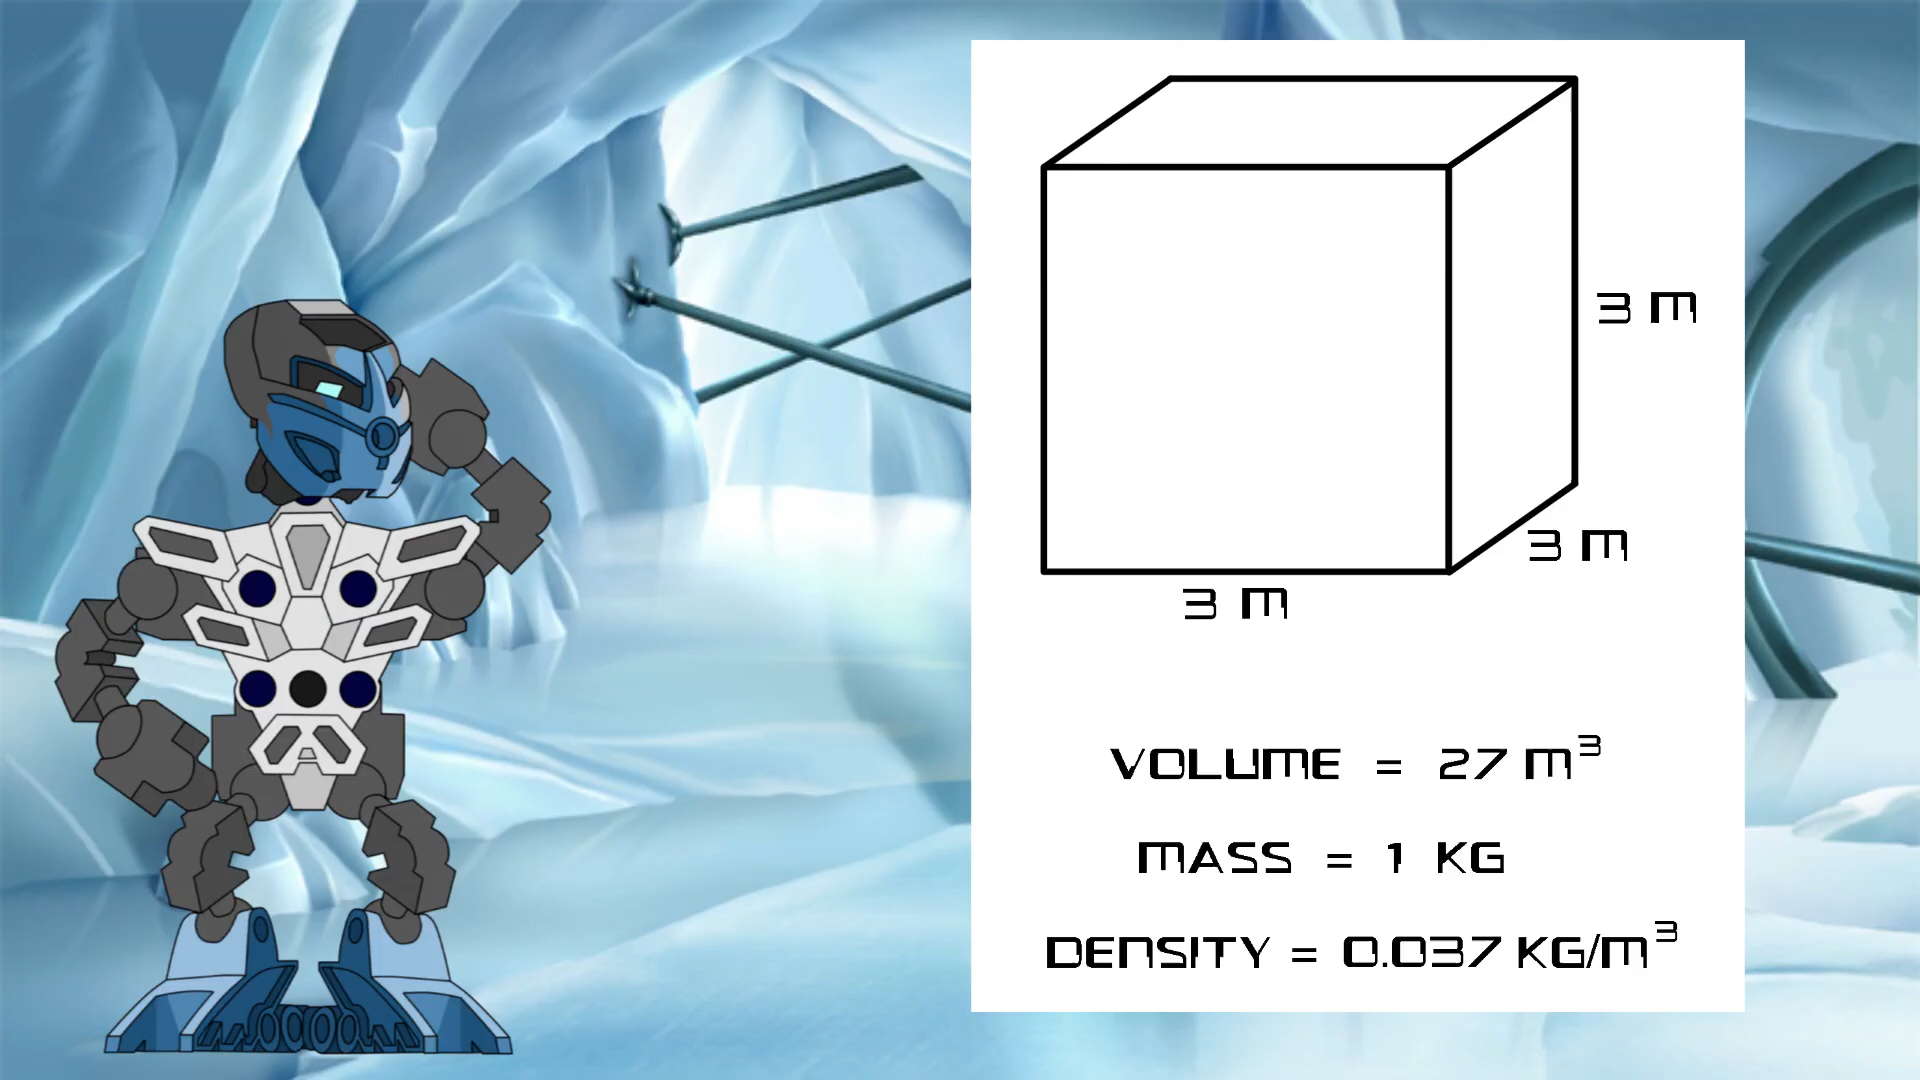 3 M
3 M
3 M
VOLUME = 27 M³
MASS = 1 KG
DENSITY = 0.037 KG/M³